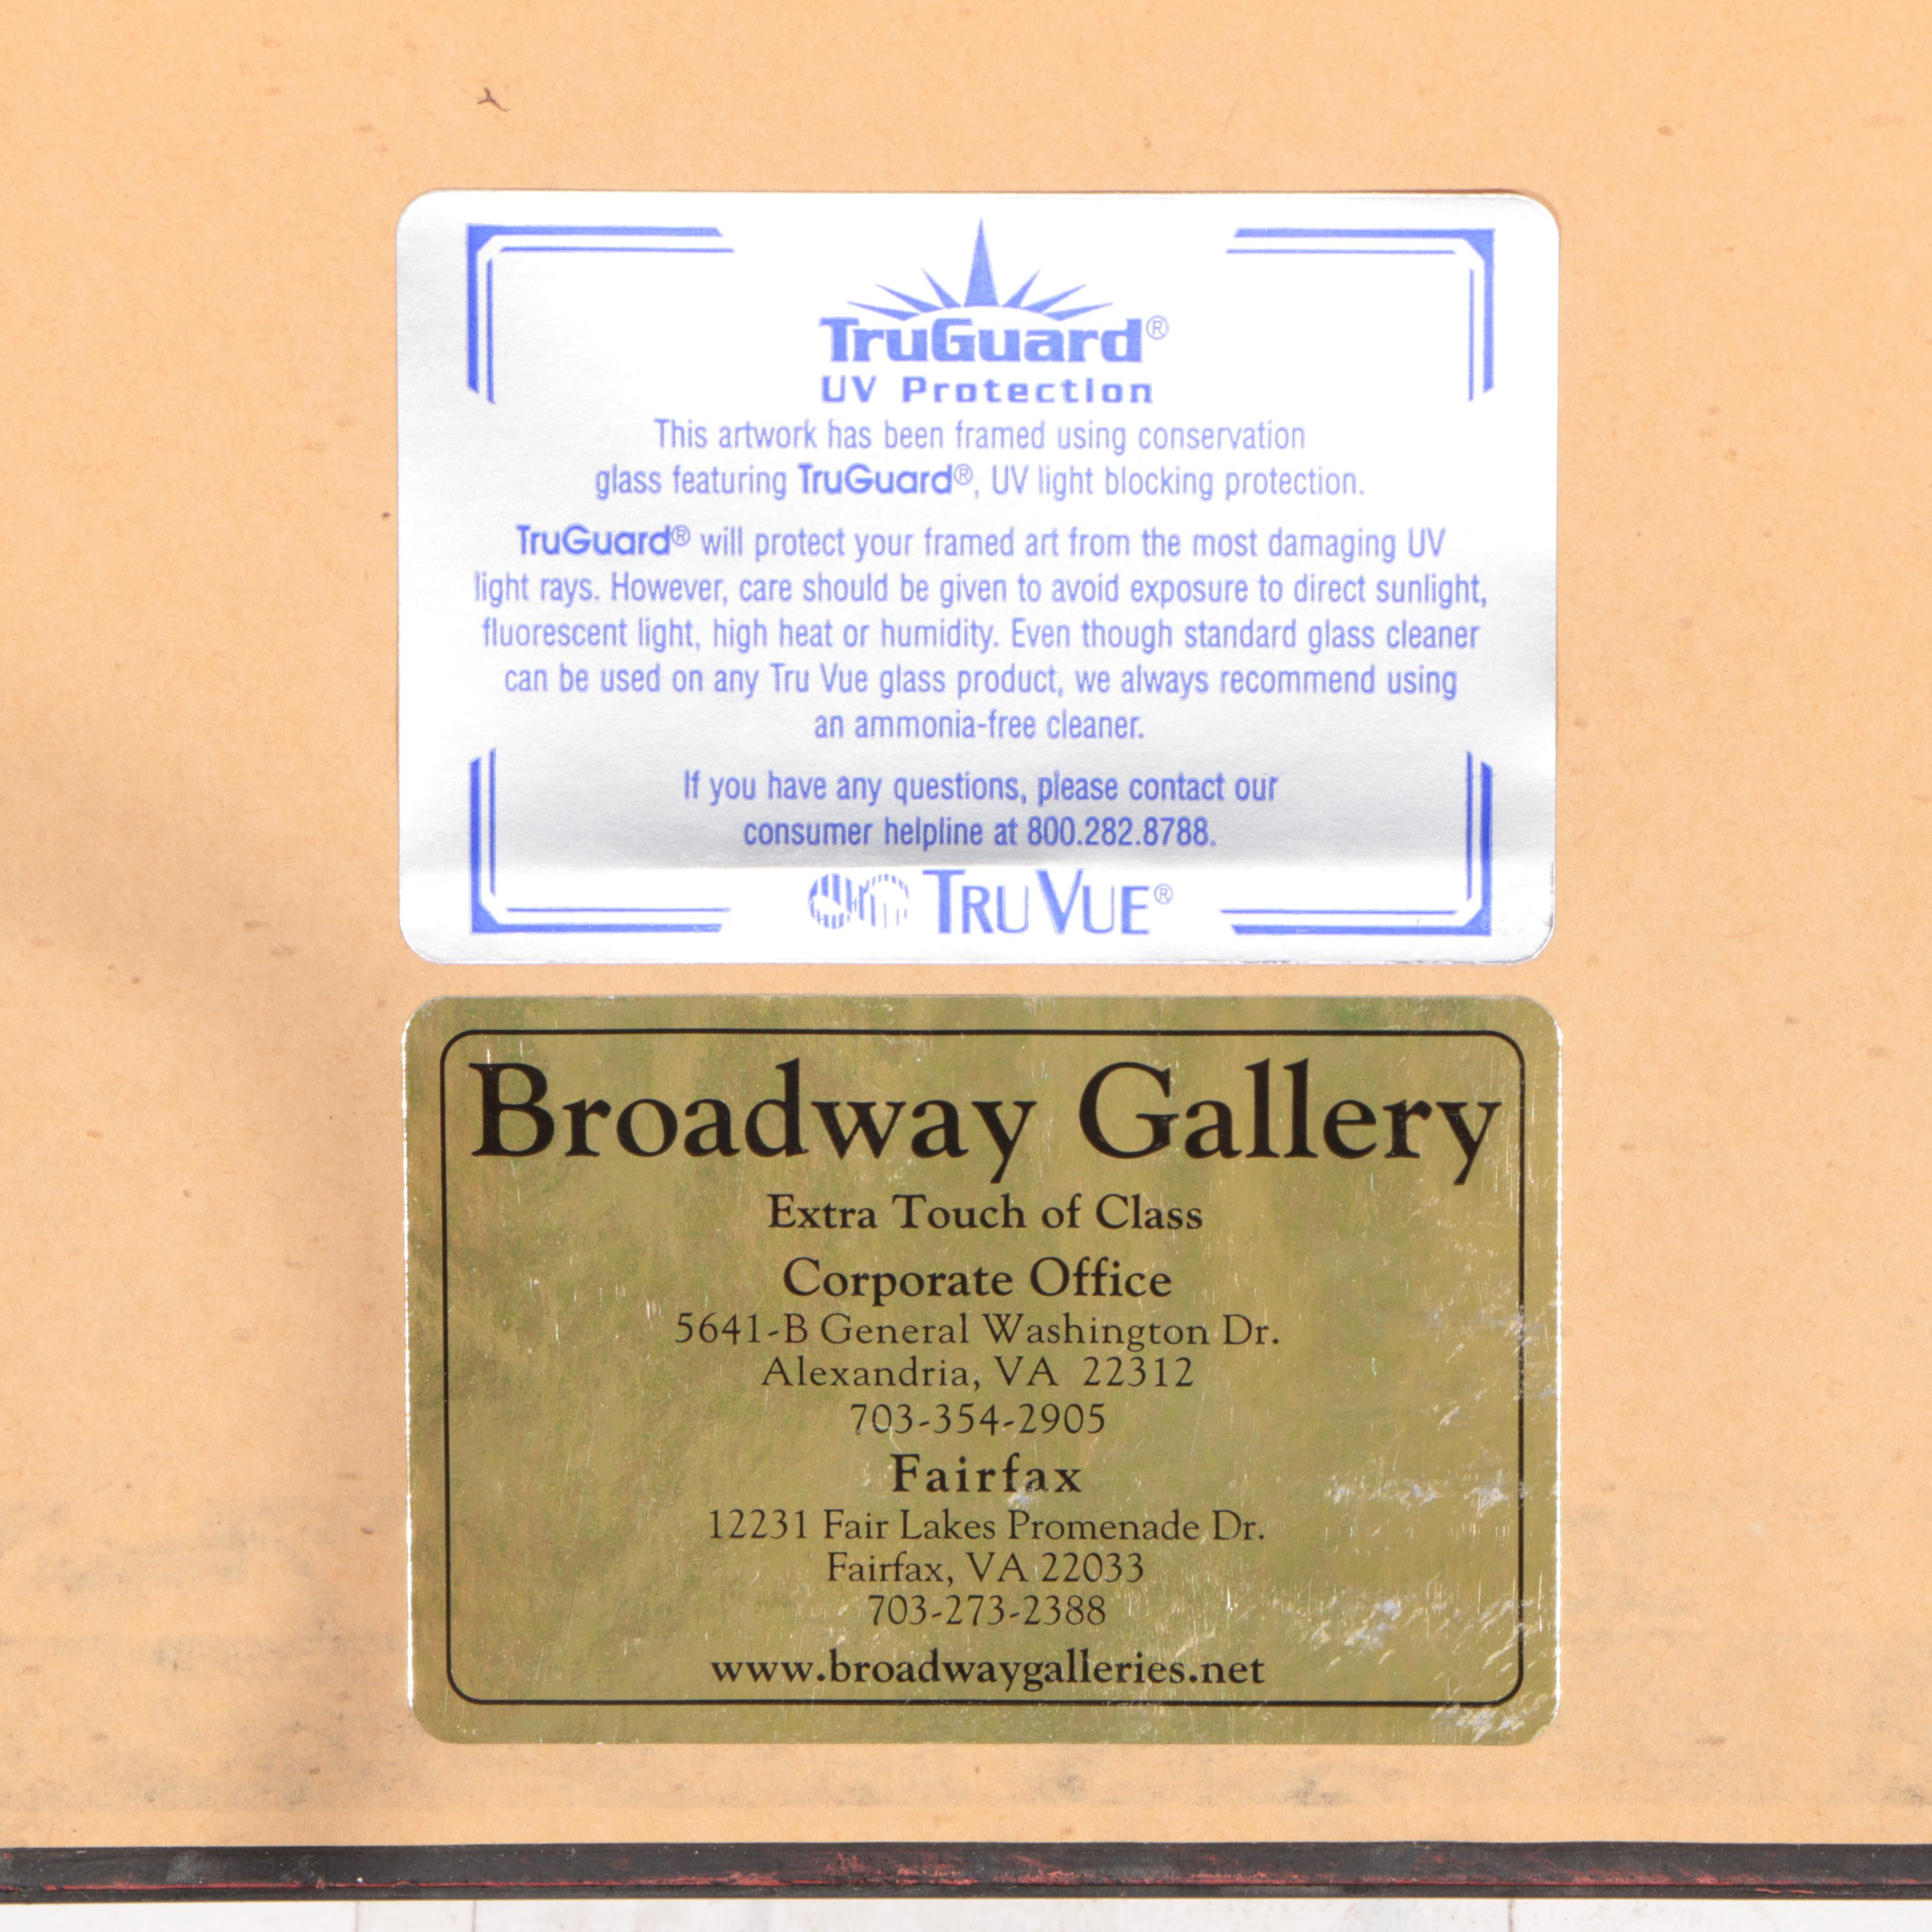 TruGuard®
UV Protection
This artwork has been framed using conservation
glass featuring TruGuard®, UV light blocking protection.
TruGuard® will protect your framed art from the most damaging UV
light rays. However, care should be given to avoid exposure to direct sunlight,
fluorescent light, high heat or humidity. Even though standard glass cleaner
can be used on any Tru Vue glass product, we always recommend using
an ammonia-free cleaner.
If you have any questions, please contact our
consumer helpline at 800.282.8788.
TRU VUE®
Broadway Gallery
Extra Touch of Class
Corporate Office
5641-B General Washington Dr.
Alexandria, VA 22312
703-354-2905
Fairfax
12231 Fair Lakes Promenade Dr.
Fairfax, VA 22033
703-273-2388
www.broadwaygalleries.net